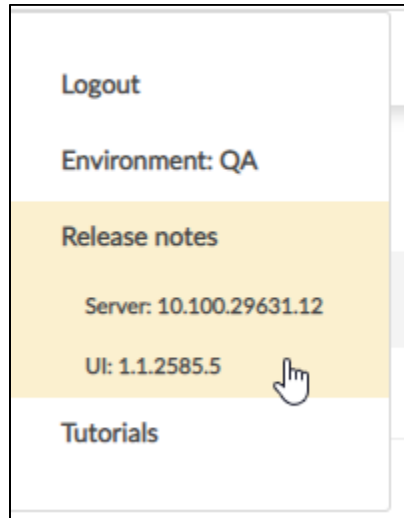 Logout
Environment: QA
Release notes
Server: 10.100.29631.12
UI: 1.1.2585.5
Tutorials